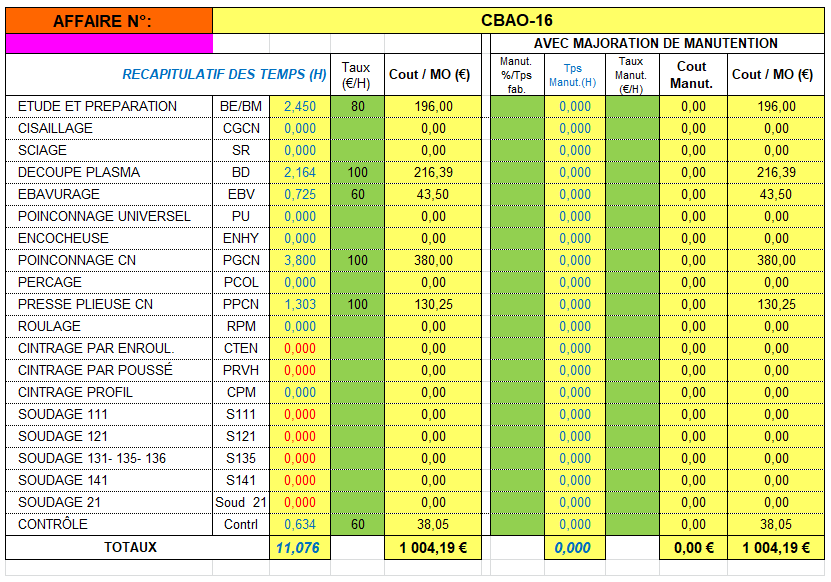 AFFAIRE N°: CBAO-16
AVEC MAJORATION DE MANUTENTION
RECAPITULATIF DES TEMPS (H) Taux (€/H) Cout / MO (€) Manut. %/Tps fab. Tps Manut.(H) Taux Manut. (€/H) Cout Manut. Cout / MO (€)
ETUDE ET PREPARATION BE/BM 2,450 80 196,00 0,000 0,00 196,00
CISAILLAGE CGCN 0,000 0,00 0,000 0,00 0,00
SCIAGE SR 0,000 0,00 0,000 0,00 0,00
DECOUPE PLASMA BD 2,164 100 216,39 0,000 0,00 216,39
EBAVURAGE EBV 0,725 60 43,50 0,000 0,00 43,50
POINCONNAGE UNIVERSEL PU 0,000 0,00 0,000 0,00 0,00
ENCOCHEUSE ENHY 0,000 0,00 0,000 0,00 0,00
POINCONNAGE CN PGCN 3,800 100 380,00 0,000 0,00 380,00
PERCAGE PCOL 0,000 0,00 0,000 0,00 0,00
PRESSE PLIEUSE CN PPCN 1,303 100 130,25 0,000 0,00 130,25
ROULAGE RPM 0,000 0,00 0,000 0,00 0,00
CINTRAGE PAR ENROUL. CTEN 0,000 0,00 0,000 0,00 0,00
CINTRAGE PAR POUSSÉ PRVH 0,000 0,00 0,000 0,00 0,00
CINTRAGE PROFIL CPM 0,000 0,00 0,000 0,00 0,00
SOUDAGE 111 S111 0,000 0,00 0,000 0,00 0,00
SOUDAGE 121 S121 0,000 0,00 0,000 0,00 0,00
SOUDAGE 131- 135- 136 S135 0,000 0,00 0,000 0,00 0,00
SOUDAGE 141 S141 0,000 0,00 0,000 0,00 0,00
SOUDAGE 21 Soud 21 0,000 0,00 0,000 0,00 0,00
CONTRÔLE Contrl 0,634 60 38,05 0,000 0,00 38,05
TOTAUX 11,076 1 004,19 € 0,000 0,00 € 1 004,19 €